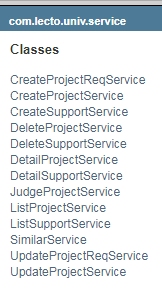 com.lecto.univ.service
Classes
CreateProjectReqService
CreateProjectService
CreateSupportService
DeleteProjectService
DeleteSupportService
DetailProjectService
DetailSupportService
JudgeProjectService
ListProjectService
ListSupportService
SimilarService
UpdateProjectReqService
UpdateProjectService